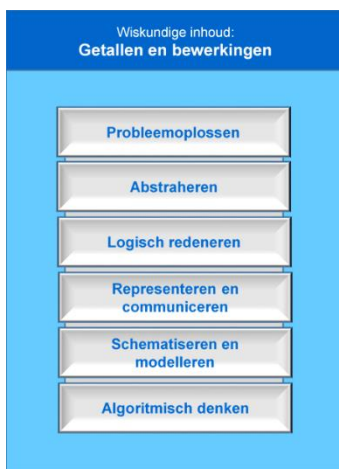 Wiskundige inhoud:
Getallen en bewerkingen
Probleemoplossen
Abstraheren
Logisch redeneren
Representeren en
communiceren
Schematiseren en
modelleren
Algoritmisch denken